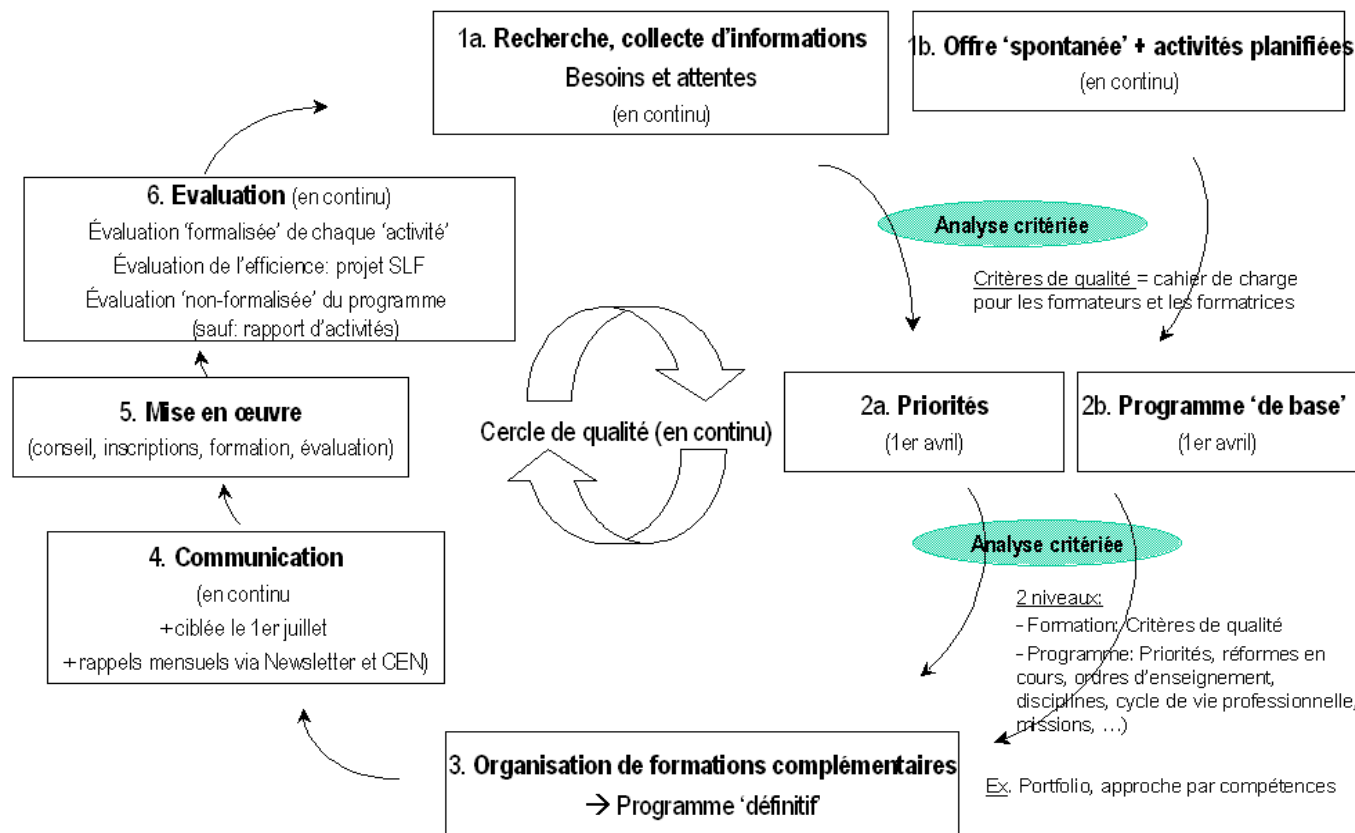 1a. Recherche, collecte d'informations
Besoins et attentes
(en continu)
1b. Offre 'spontanée' + activités planifiées
(en continu)
6. Evaluation (en continu)
Évaluation 'formalisée' de chaque 'activité'
Évaluation de l'efficience: projet SLF
Évaluation 'non-formalisée' du programme
(sauf: rapport d'activités)
Analyse critériée
Critères de qualité = cahier de charge
pour les formateurs et les formatrices
5. Mise en œuvre
(conseil, inscriptions, formation, évaluation)
Cercle de qualité (en continu)
2a. Priorités
(1er avril)
2b. Programme 'de base'
(1er avril)
4. Communication
(en continu
+ciblée le 1er juillet
+rappels mensuels via Newsletter et CEN)
Analyse critériée
2 niveaux:
- Formation: Critères de qualité
- Programme: Priorités, réformes en
cours, ordres d'enseignement,
disciplines, cycle de vie professionnelle,
missions, …)
3. Organisation de formations complémentaires
→ Programme 'définitif'
Ex. Portfolio, approche par compétences